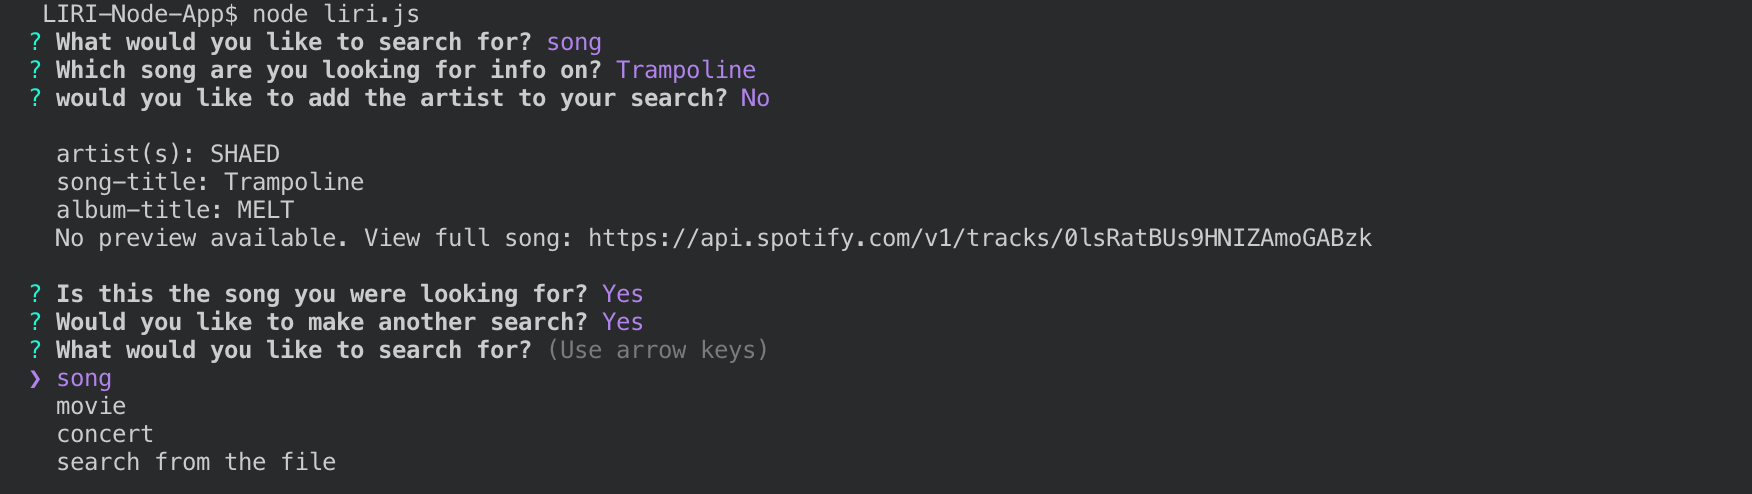 LIRI-Node-App$ node liri.js
? What would you like to search for? song
? Which song are you looking for info on? Trampoline
? would you like to add the artist to your search? No
artist(s): SHAED
song-title: Trampoline
album-title: MELT
No preview available. View full song: https://api.spotify.com/v1/tracks/0lsRatBUs9HNIZAmoGABzk
? Is this the song you were looking for? Yes
? Would you like to make another search? Yes
? What would you like to search for? (Use arrow keys)
❯ song
movie
concert
search from the file